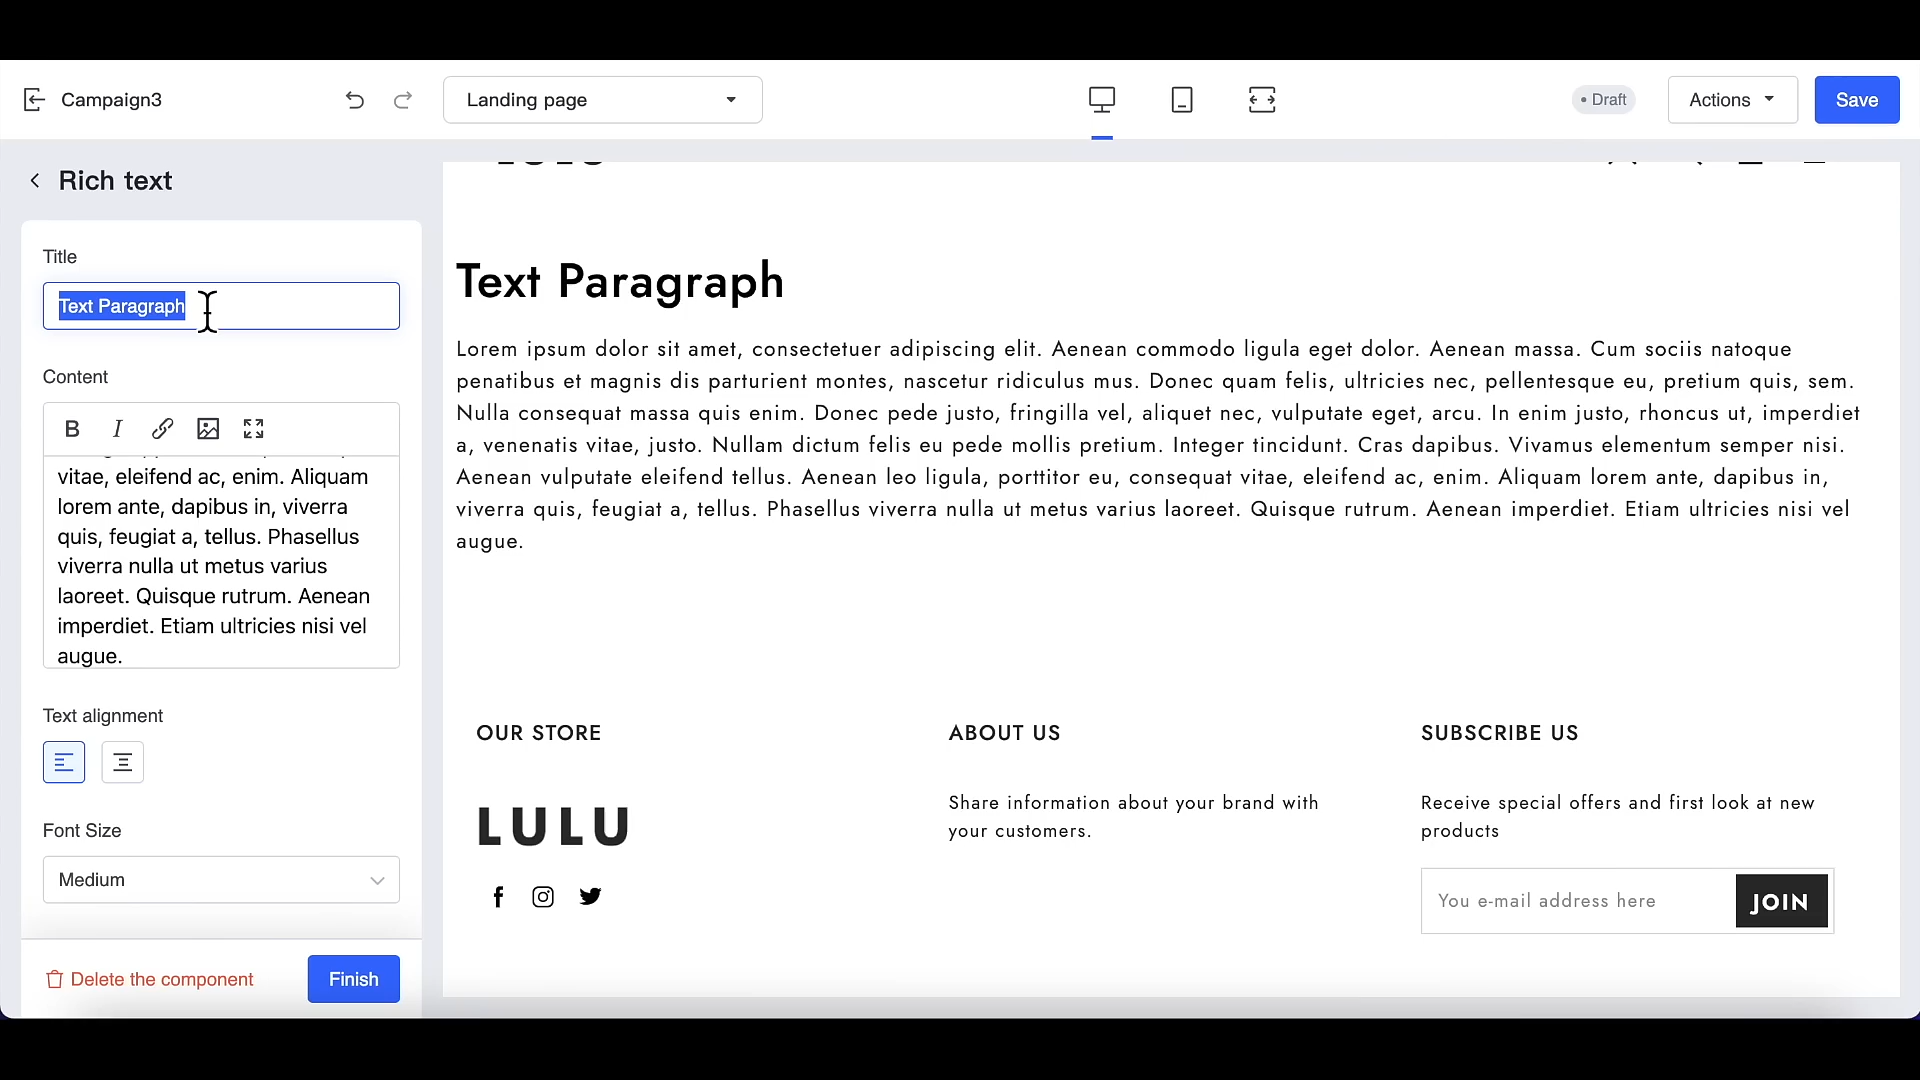 Campaign3
Landing page
• Draft
Actions
Save
Rich text
Title
Text Paragraph
Content
B I
vitae, eleifend ac, enim. Aliquam
lorem ante, dapibus in, viverra
quis, feugiat a, tellus. Phasellus
viverra nulla ut metus varius
laoreet. Quisque rutrum. Aenean
imperdiet. Etiam ultricies nisi vel
augue.
Text alignment
Font Size
Medium
Delete the component
Finish
Text Paragraph
Lorem ipsum dolor sit amet, consectetuer adipiscing elit. Aenean commodo ligula eget dolor. Aenean massa. Cum sociis natoque
penatibus et magnis dis parturient montes, nascetur ridiculus mus. Donec quam felis, ultricies nec, pellentesque eu, pretium quis, sem.
Nulla consequat massa quis enim. Donec pede justo, fringilla vel, aliquet nec, vulputate eget, arcu. In enim justo, rhoncus ut, imperdiet
a, venenatis vitae, justo. Nullam dictum felis eu pede mollis pretium. Integer tincidunt. Cras dapibus. Vivamus elementum semper nisi.
Aenean vulputate eleifend tellus. Aenean leo ligula, porttitor eu, consequat vitae, eleifend ac, enim. Aliquam lorem ante, dapibus in,
viverra quis, feugiat a, tellus. Phasellus viverra nulla ut metus varius laoreet. Quisque rutrum. Aenean imperdiet. Etiam ultricies nisi vel
augue.
OUR STORE
LULU
ABOUT US
Share information about your brand with
your customers.
SUBSCRIBE US
Receive special offers and first look at new
products
You e-mail address here
JOIN